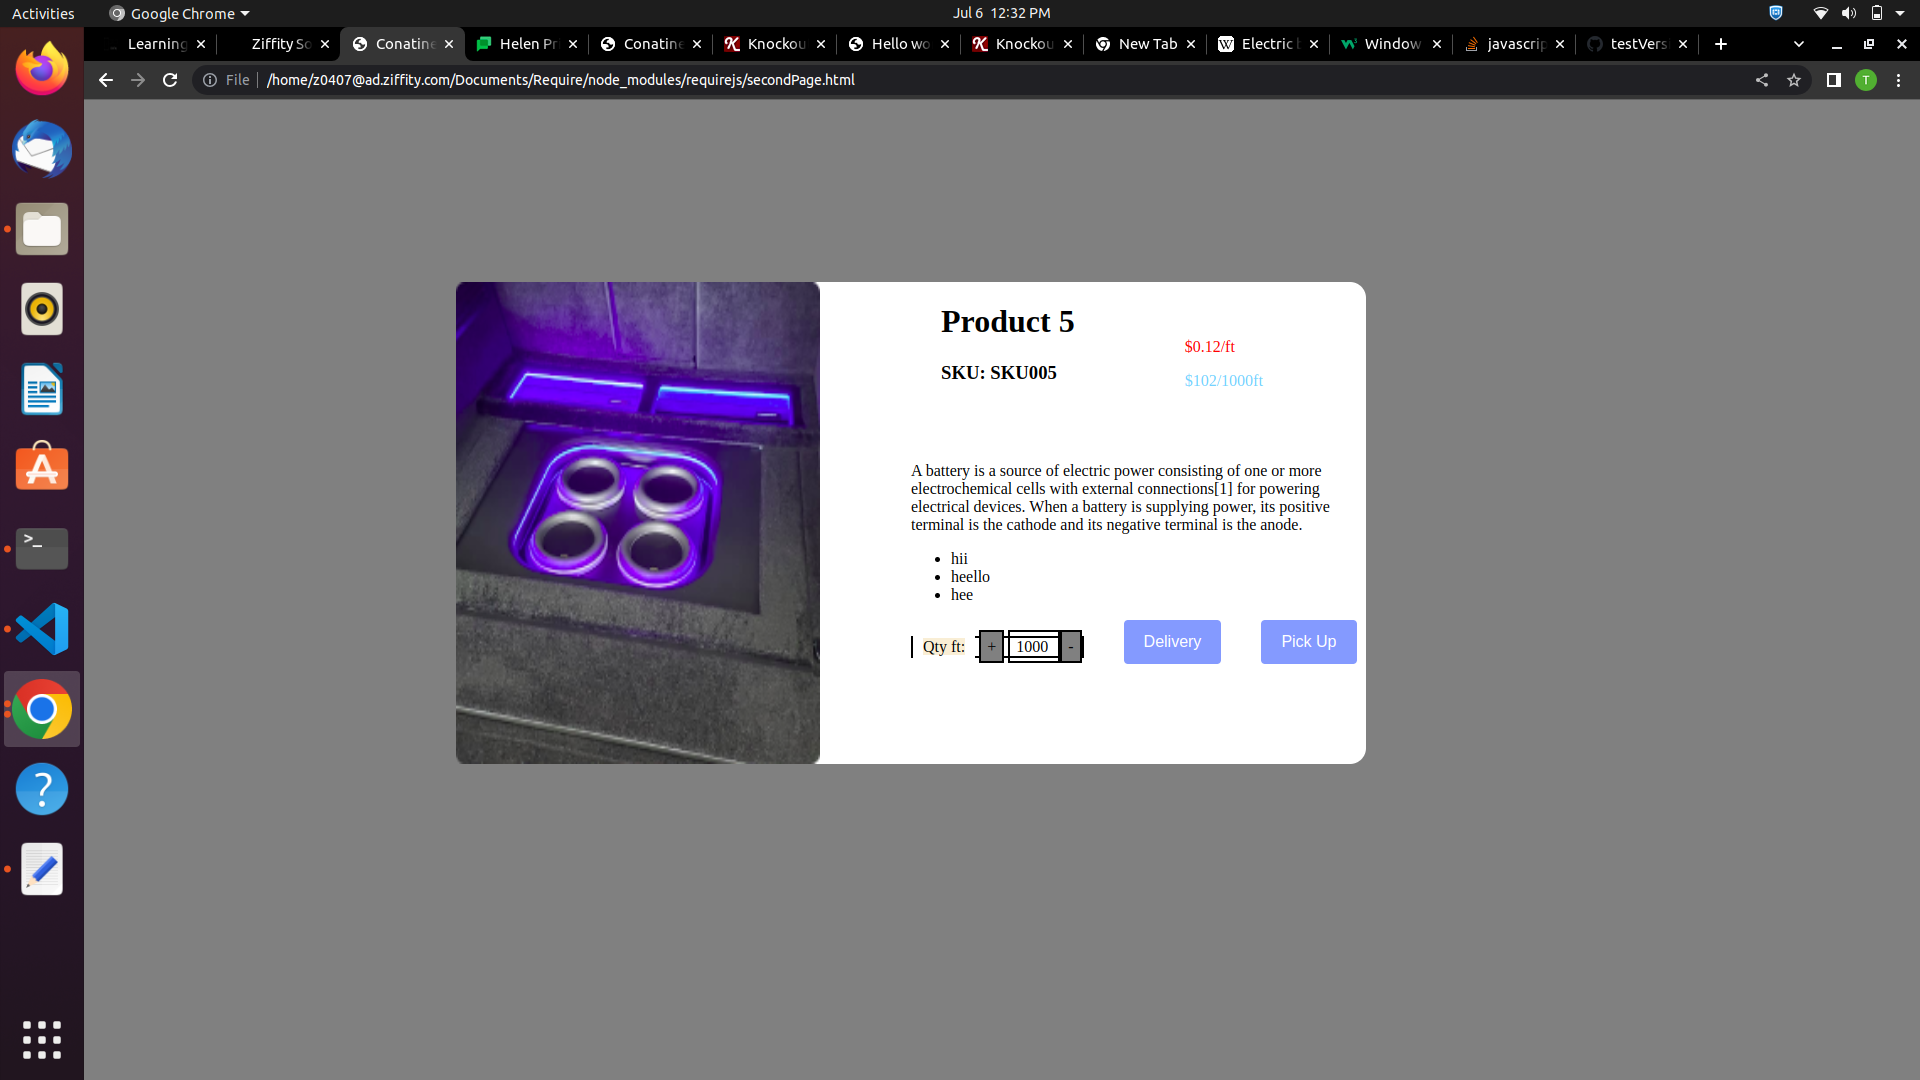 Activities
Google Chrome
Jul 6 12:32 PM
Learning
Ziffity So
Conatine
Helen Pr
Conatine
Knockou
Hello wo
Knockou
New Tab
Electric b
Window
javascrip
testVers
File
/home/z0407@ad.ziffity.com/Documents/Require/node_modules/requirejs/secondPage.html
T
Product 5
$0.12/ft
SKU: SKU005
$102/1000ft
A battery is a source of electric power consisting of one or more
electrochemical cells with external connections[1] for powering
electrical devices. When a battery is supplying power, its positive
terminal is the cathode and its negative terminal is the anode.
hii
heello
hee
Qty ft: + 1000 -
Delivery
Pick Up